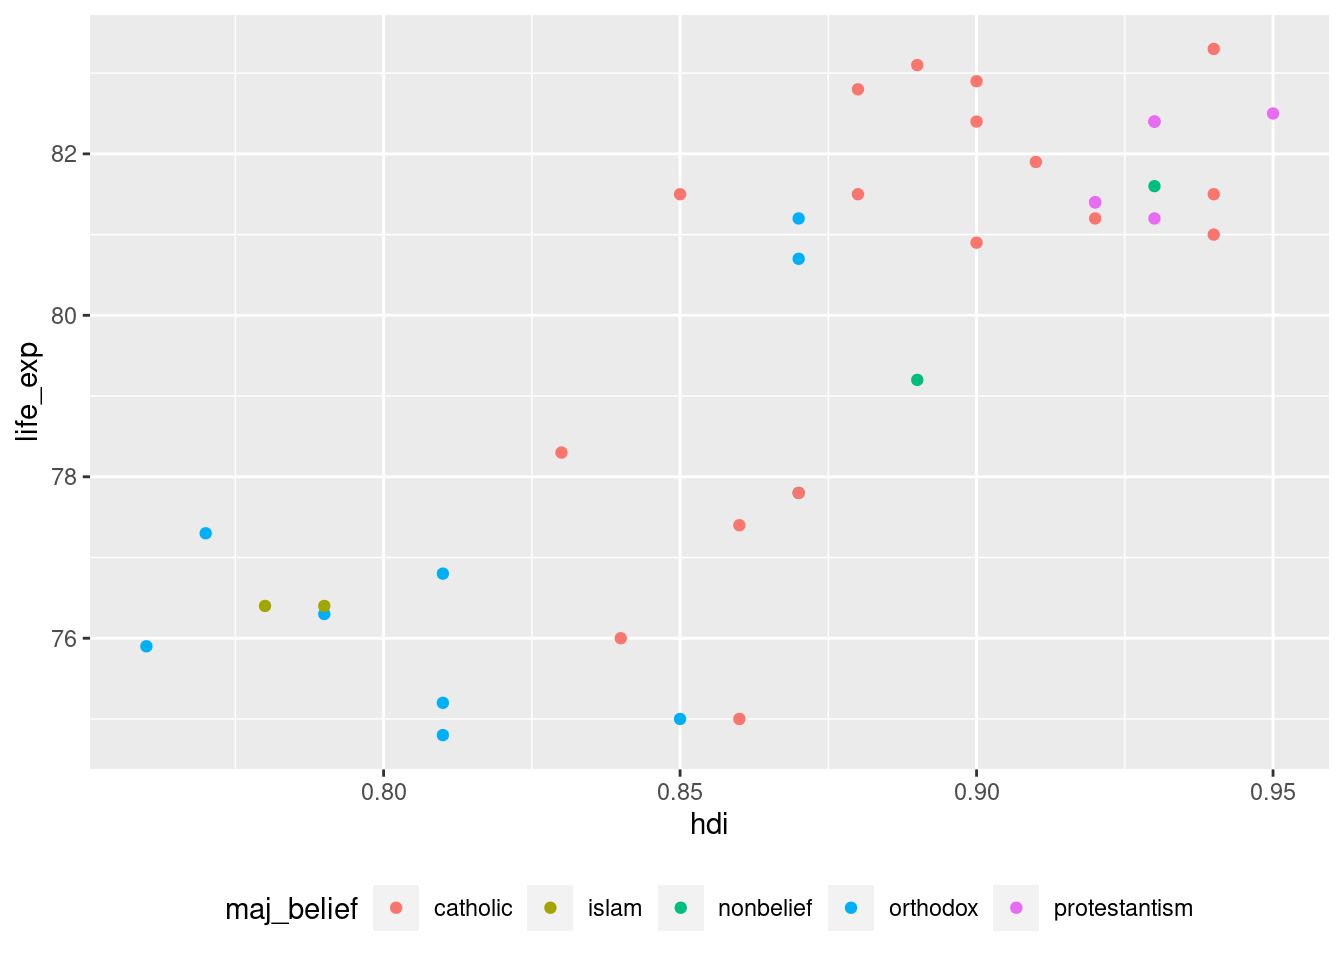 82
80
78
76
life_exp
0.80 0.85 0.90 0.95
hdi
maj_belief catholic islam nonbelief orthodox protestantism